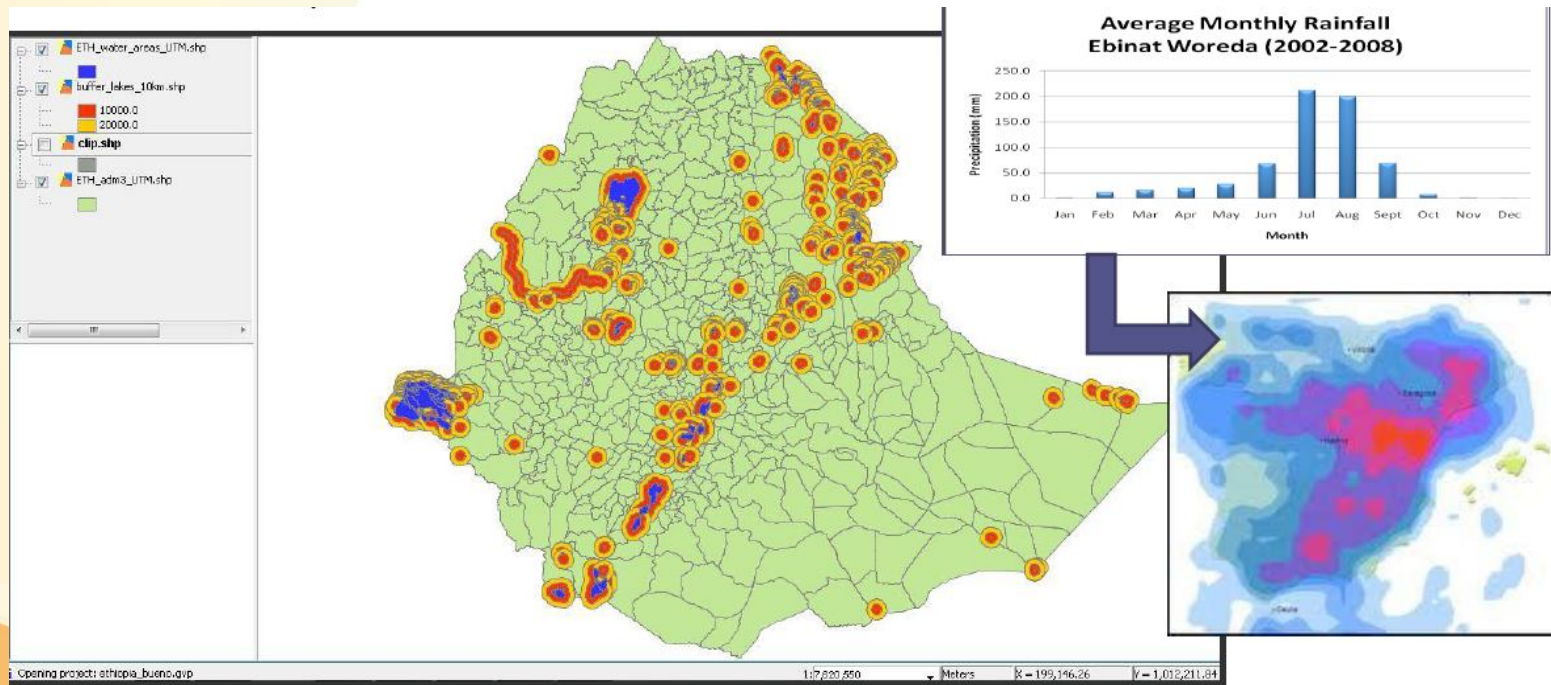 ETH_water_areas_UTM.shp
buffer_lakes_10km.shp
10000.0
20000.0
clip.shp
ETH_adm3_UTM.shp
Opening project: ethiopia_bueno.gvp
1:7,820,550
Meters
X = 199,146.26
Y = 1,012,211.84
Average Monthly Rainfall
Ebinat Woreda (2002-2008)
Precipitation (mm)
250.0
200.0
150.0
100.0
50.0
0.0
Jan Feb Mar Apr May Jun Jul Aug Sept Oct Nov Dec
Month